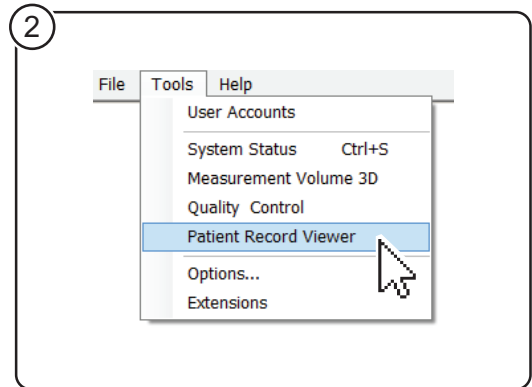 2
File Tools Help
User Accounts
System Status Ctrl+S
Measurement Volume 3D
Quality Control
Patient Record Viewer
Options...
Extensions